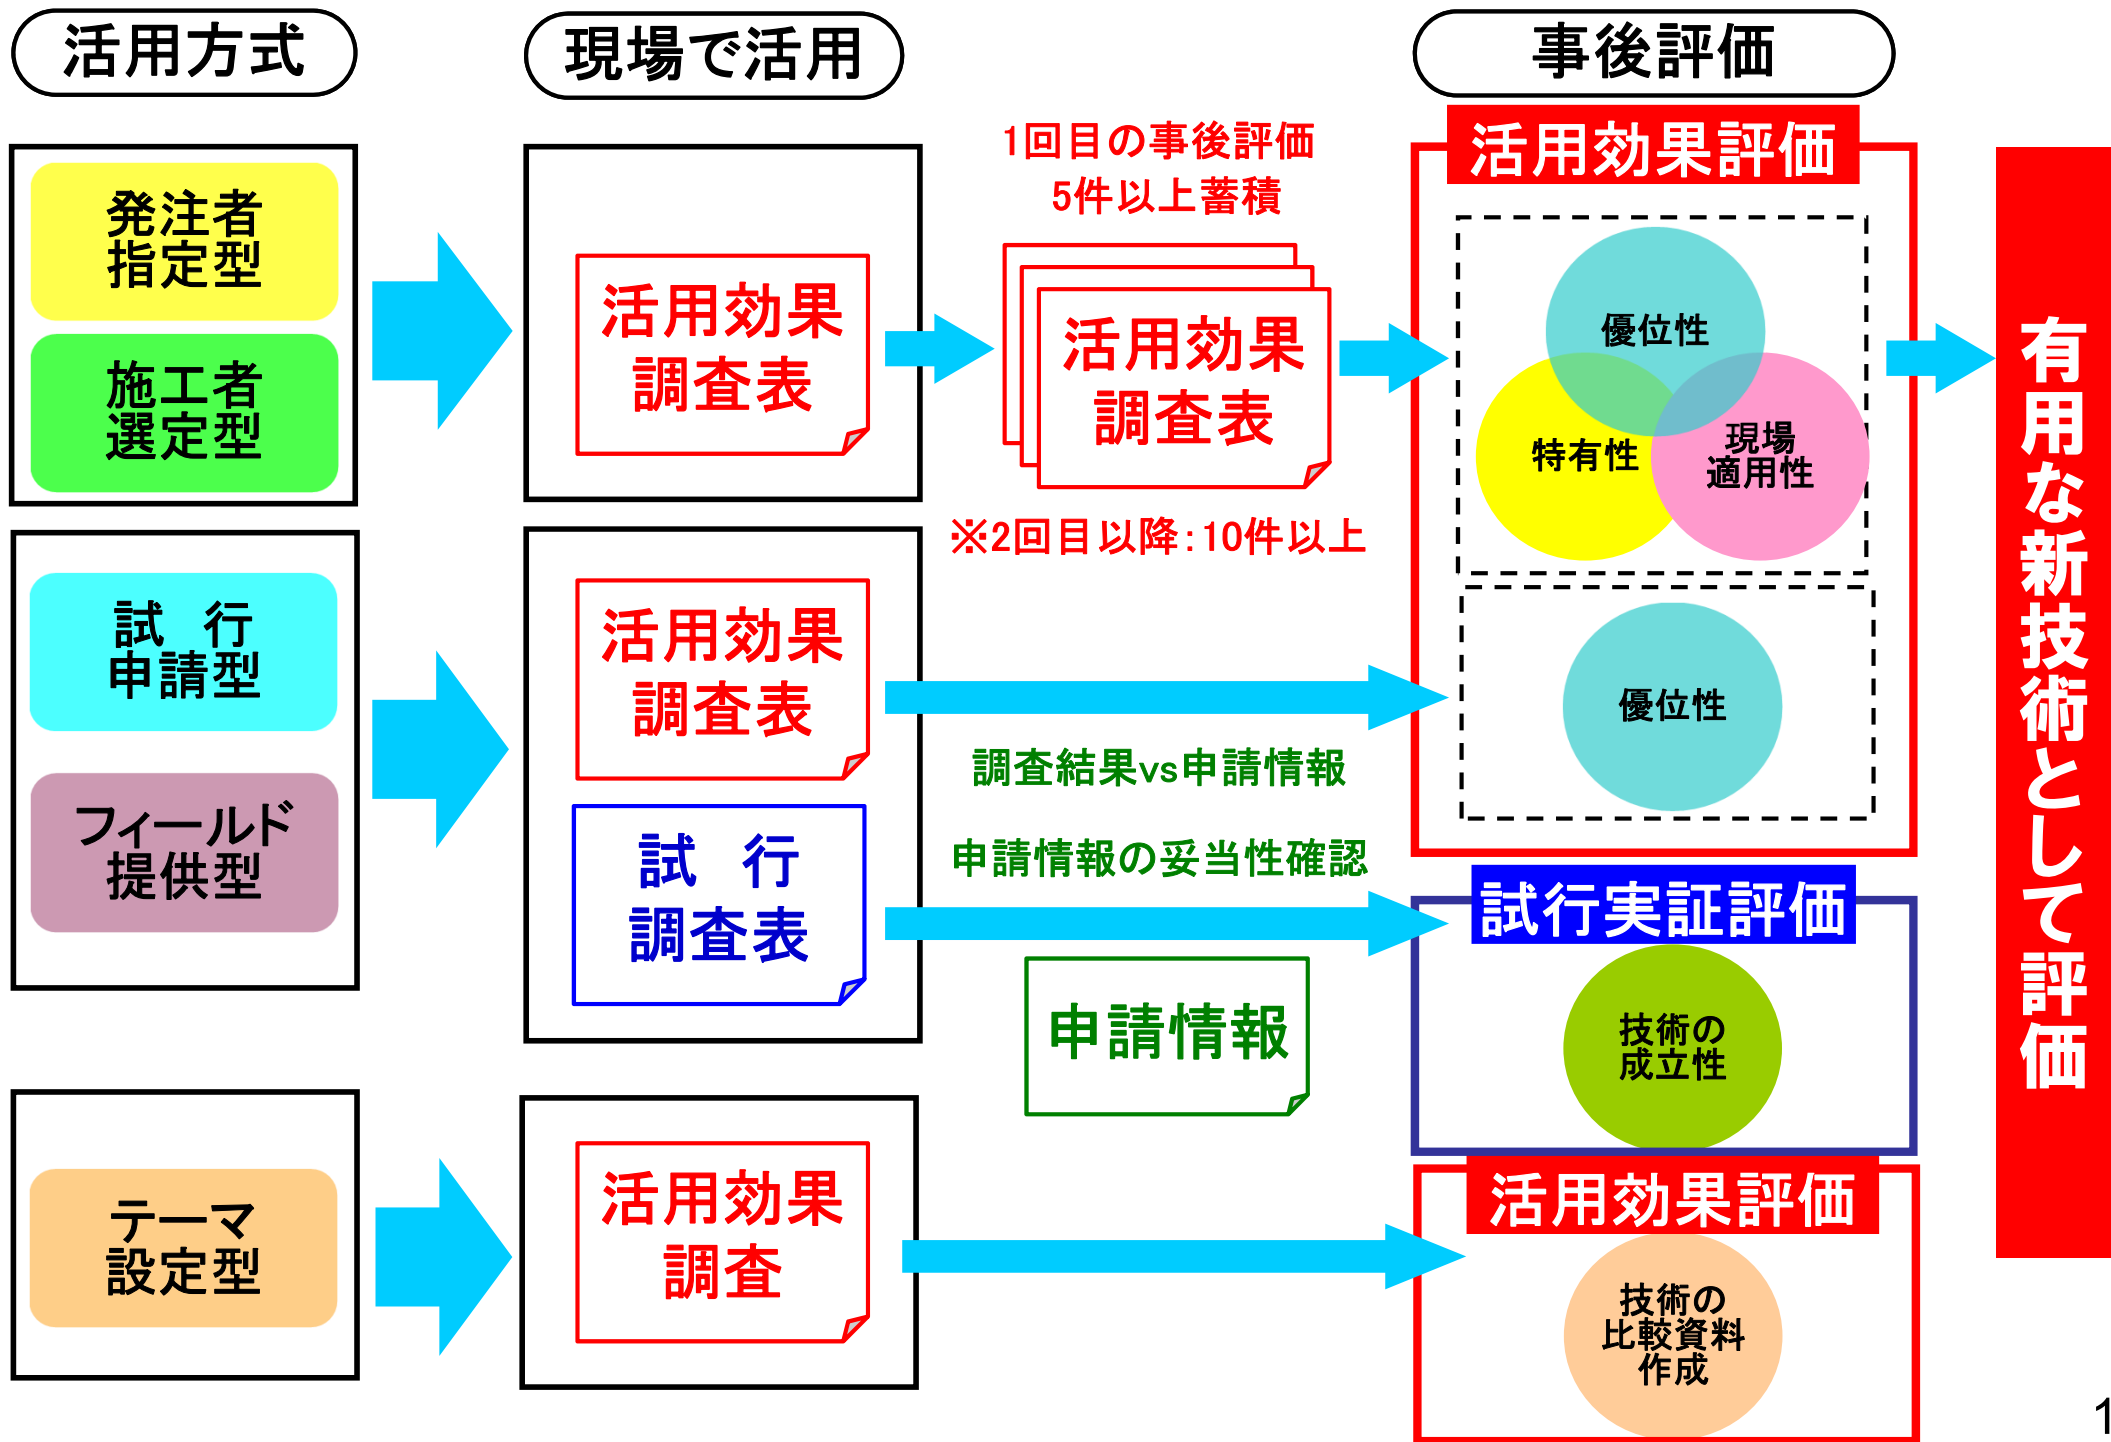 活用方式
現場で活用
事後評価
発注者
指定型
施工者
選定型
活用効果
調査表
1回目の事後評価
5件以上蓄積
活用効果
調査表
※2回目以降：10件以上
活用効果評価
優位性
特有性
現場
適用性
優位性
試　行
申請型
フィールド
提供型
活用効果
調査表
試　行
調査表
調査結果vs申請情報
申請情報の妥当性確認
申請情報
試行実証評価
技術の
成立性
テーマ
設定型
活用効果
調査
活用効果評価
技術の
比較資料
作成
有用な新技術として評価
1